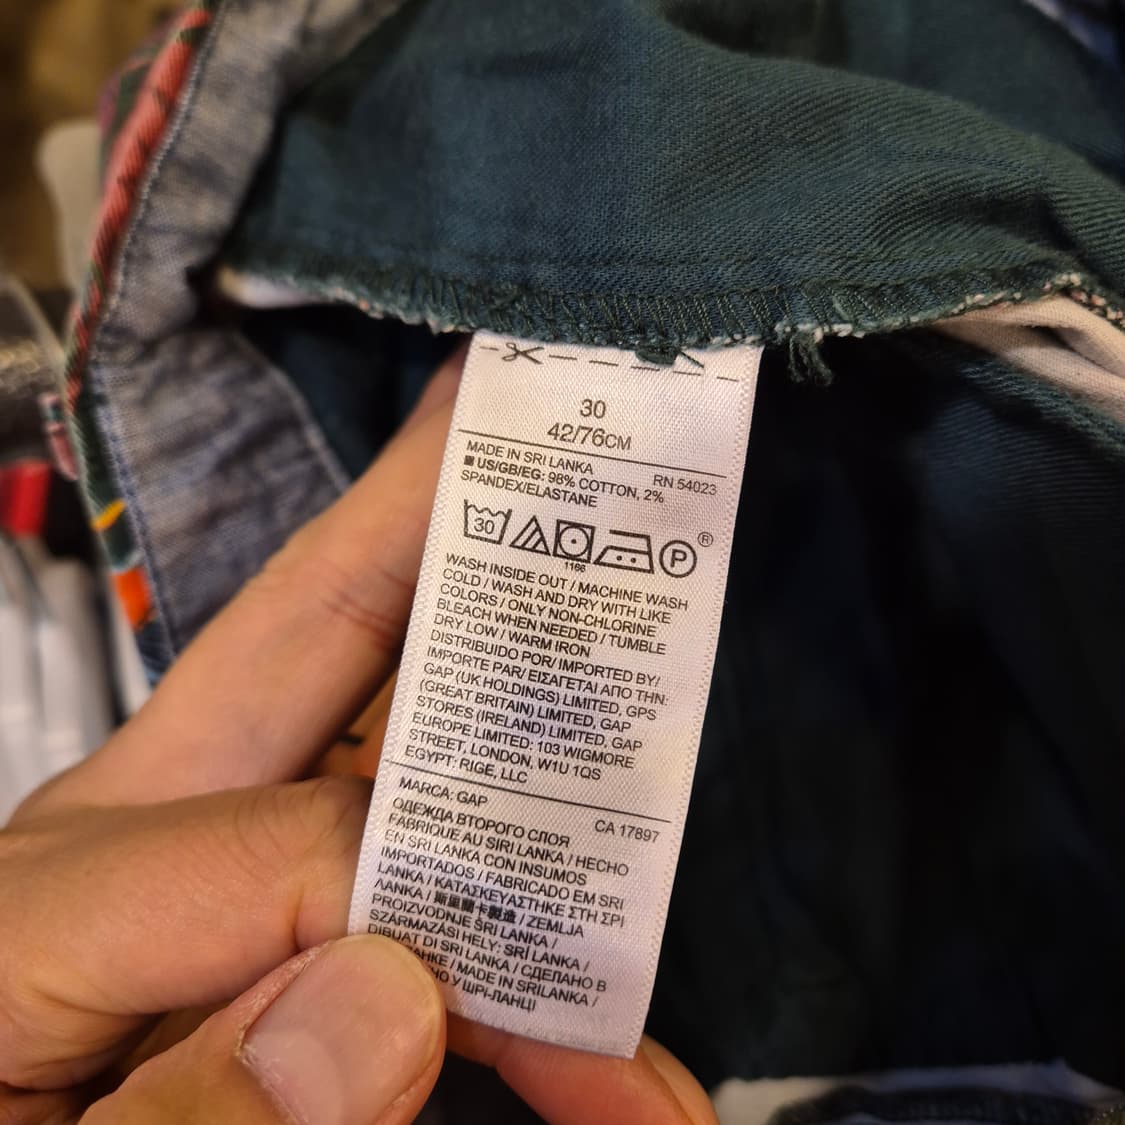 30
42/76CM
MADE IN SRI LANKA
RN 54023
US/GB/EG: 98% COTTON, 2%
SPANDEX/ELASTANE
30
P
®
1166
WASH INSIDE OUT / MACHINE WASH
COLD / WASH AND DRY WITH LIKE
COLORS / ONLY NON-CHLORINE
BLEACH WHEN NEEDED / TUMBLE
DRY LOW / WARM IRON
DISTRIBUIDO POR/ IMPORTED BY/
IMPORTE PAR/ ΕΙΣΑΓΕΤΑΙ ΑΠΟ ΤΗΝ:
GAP (UK HOLDINGS) LIMITED, GPS
(GREAT BRITAIN) LIMITED, GAP
STORES (IRELAND) LIMITED, GAP
EUROPE LIMITED: 103 WIGMORE
STREET, LONDON, W1U 1QS
EGYPT: RIGE, LLC
MARCA: GAP
CA 17897
ОДЕЖДА ВТОРОГО СЛОЯ
FABRIQUE AU SIRI LANKA / HECHO
EN SRI LANKA CON INSUMOS
IMPORTADOS / FABRICADO EM SRI
LANKA / ΚΑΤΑΣΚΕΥΑΣΤΗΚΕ ΣΤΗ ΣΡΙ
ΛΑΝΚΑ / 斯里蘭卡製造 / ZEMLJA
PROIZVODNJE ŠRI LANKA /
SZÁRMAZÁSI HELY: SRÍ LANKA /
DIBUAT DI SRI LANKA / СДЕЛАНО В
/ MADE IN SRILANKA /
У ШРІ-ЛАНЦІ